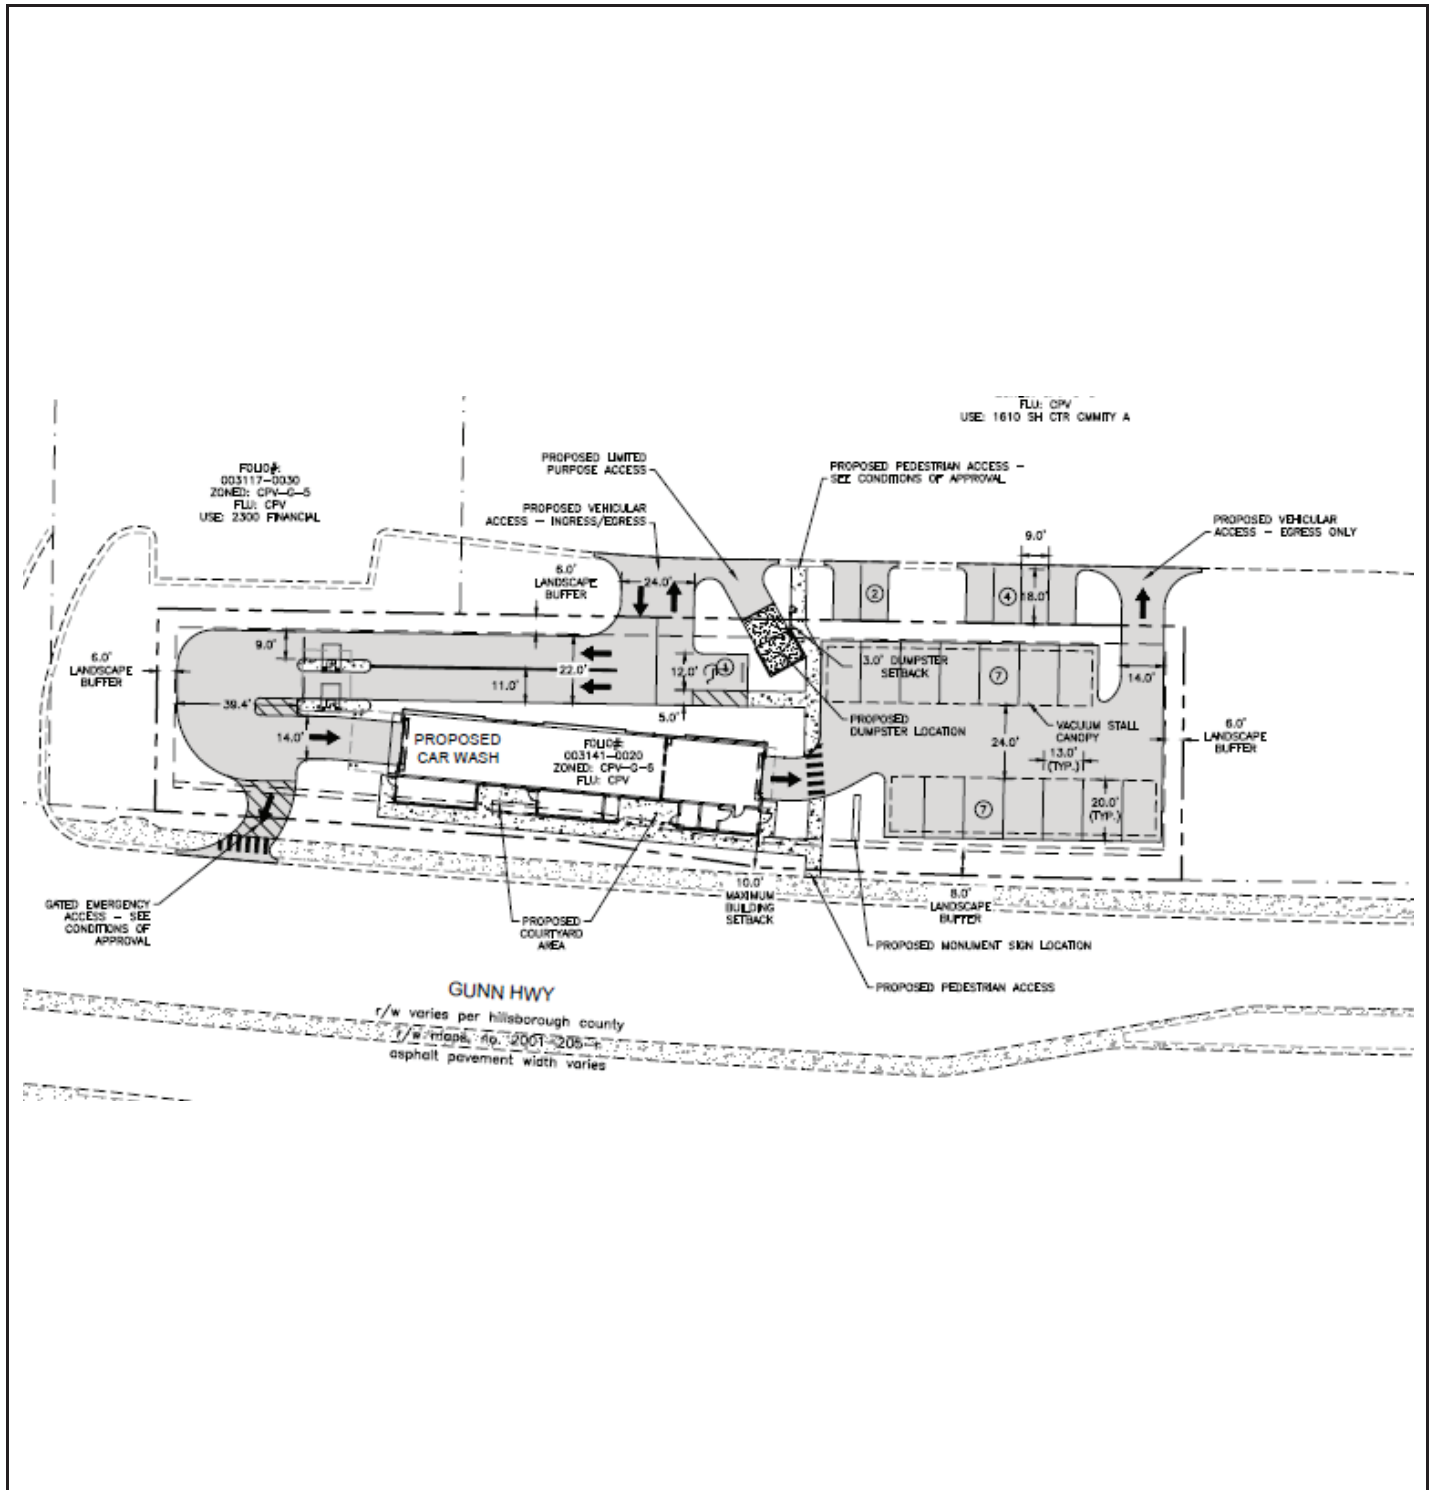 FLU: CPV
USE: 1610 SH CTR CMMITY A
FOLIO#:
003117-0030
ZONED: CPV-G-5
FLU: CPV
USE: 2300 FINANCIAL
PROPOSED LIMITED
PURPOSE ACCESS
PROPOSED VEHICULAR
ACCESS - INGRESS/EGRESS
PROPOSED PEDESTRIAN ACCESS -
SEE CONDITIONS OF APPROVAL
PROPOSED VEHICULAR
ACCESS - EGRESS ONLY
9.0'
6.0'
LANDSCAPE
BUFFER
24.0'
2
4
18.0'
9.0'
6.0'
LANDSCAPE
BUFFER
22.0'
11.0'
12.0'
1
5.0'
3.0' DUMPSTER
SETBACK
7
14.0'
39.4'
14.0'
PROPOSED
DUMPSTER LOCATION
VACUUM STALL
CANOPY
24.0'
13.0'
(TYP.)
6.0'
LANDSCAPE
BUFFER
PROPOSED
CAR WASH
FOLIO#:
003141-0020
ZONED: CPV-G-5
FLU: CPV
7
20.0'
(TYP.)
10.0'
MAXIMUM
BUILDING
SETBACK
8.0'
LANDSCAPE
BUFFER
GATED EMERGENCY
ACCESS - SEE
CONDITIONS OF
APPROVAL
PROPOSED
COURTYARD
AREA
PROPOSED MONUMENT SIGN LOCATION
PROPOSED PEDESTRIAN ACCESS
GUNN HWY
r/w varies per hillsborough county
r/w maps, no. 2001-205-r
asphalt pavement width varies